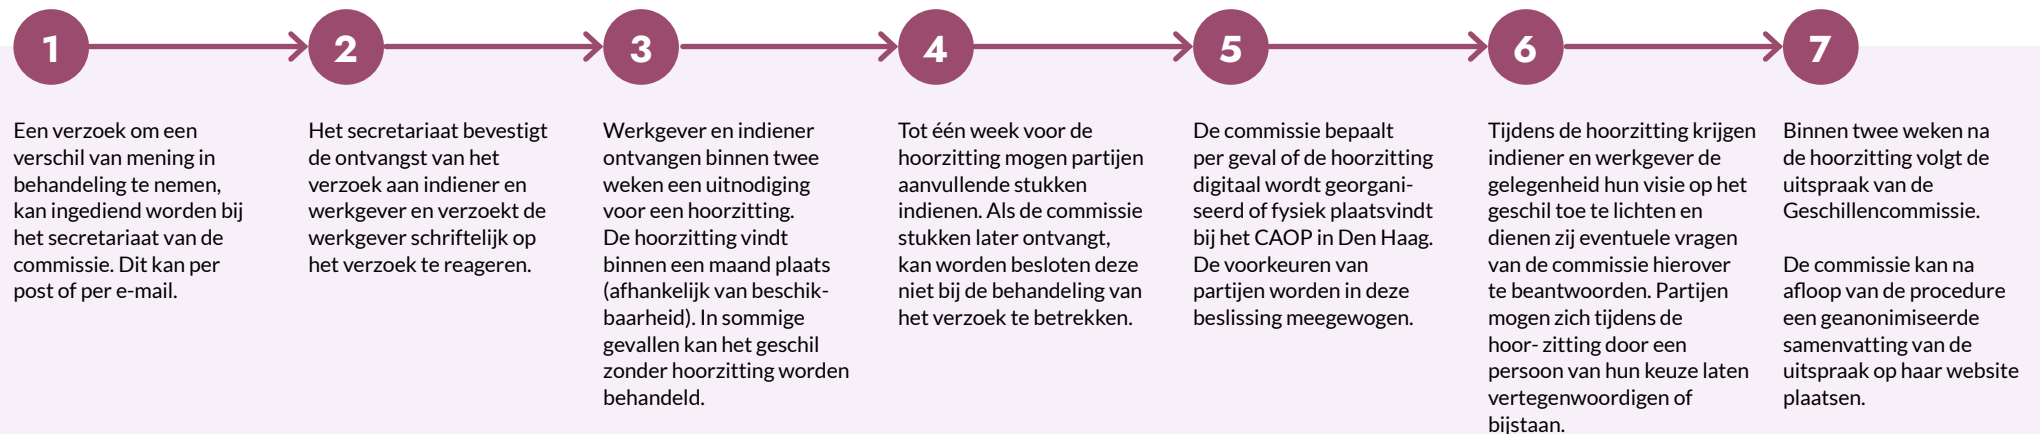 1
Een verzoek om een
verschil van mening in
behandeling te nemen,
kan ingediend worden bij
het secretariaat van de
commissie. Dit kan per
post of per e-mail.
2
Het secretariaat bevestigt
de ontvangst van het
verzoek aan indiener en
werkgever en verzoekt de
werkgever schriftelijk op
het verzoek te reageren.
3
Werkgever en indiener
ontvangen binnen twee
weken een uitnodiging
voor een hoorzitting.
De hoorzitting vindt
binnen een maand plaats
(afhankelijk van beschik-
baarheid). In sommige
gevallen kan het geschil
zonder hoorzitting worden
behandeld.
4
Tot één week voor de
hoorzitting mogen partijen
aanvullende stukken
indienen. Als de commissie
stukken later ontvangt,
kan worden besloten deze
niet bij de behandeling van
het verzoek te betrekken.
5
De commissie bepaalt
per geval of de hoorzitting
digitaal wordt georgani-
seerd of fysiek plaatsvindt
bij het CAOP in Den Haag.
De voorkeuren van
partijen worden in deze
beslissing meegewogen.
6
Tijdens de hoorzitting krijgen
indiener en werkgever de
gelegenheid hun visie op het
geschil toe te lichten en
dienen zij eventuele vragen
van de commissie hierover
te beantwoorden. Partijen
mogen zich tijdens de
hoor- zitting door een
persoon van hun keuze laten
vertegenwoordigen of
bijstaan.
7
Binnen twee weken na
de hoorzitting volgt de
uitspraak van de
Geschillencommissie.
De commissie kan na
afloop van de procedure
een geanonimiseerde
samenvatting van de
uitspraak op haar website
plaatsen.